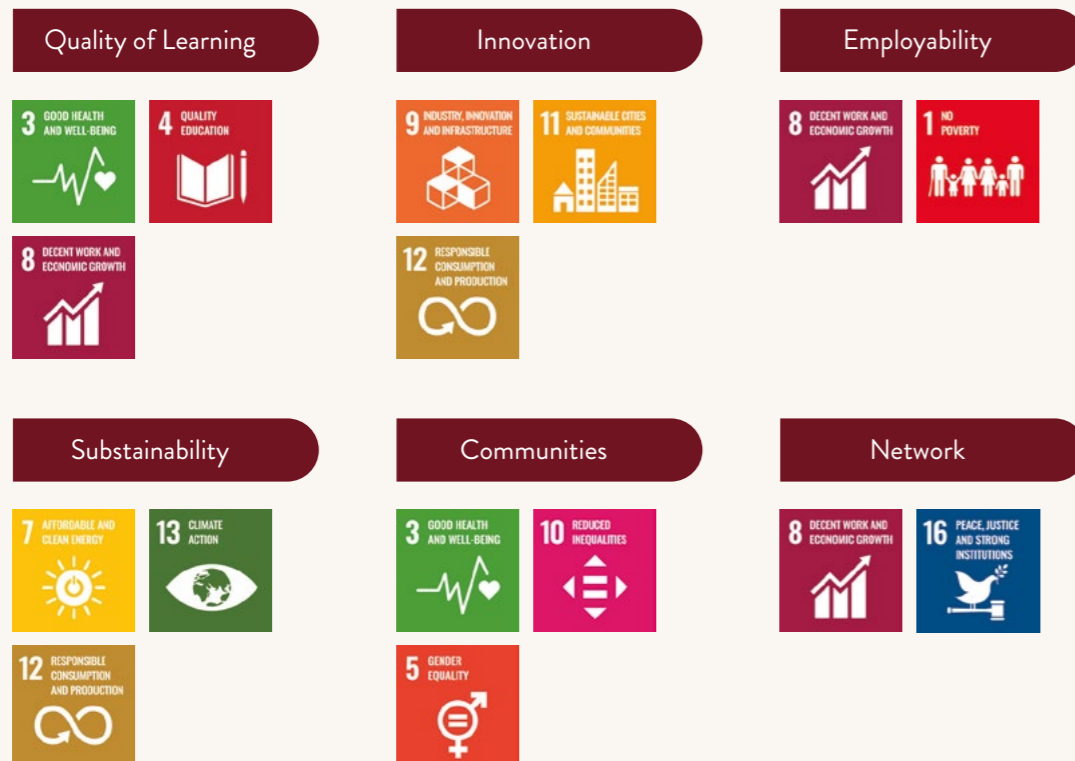 Quality of Learning
3 GOOD HEALTH
AND WELL-BEING
4 QUALITY
EDUCATION
8 DECENT WORK AND
ECONOMIC GROWTH
Innovation
9 INDUSTRY, INNOVATION
AND INFRASTRUCTURE
11 SUSTAINABLE CITIES
AND COMMUNITIES
12 RESPONSIBLE
CONSUMPTION
AND PRODUCTION
Employability
8 DECENT WORK AND
ECONOMIC GROWTH
1 NO
POVERTY
Substainability
7 AFFORDABLE AND
CLEAN ENERGY
13 CLIMATE
ACTION
12 RESPONSIBLE
CONSUMPTION
AND PRODUCTION
Communities
3 GOOD HEALTH
AND WELL-BEING
10 REDUCED
INEQUALITIES
5 GENDER
EQUALITY
Network
8 DECENT WORK AND
ECONOMIC GROWTH
16 PEACE, JUSTICE
AND STRONG
INSTITUTIONS